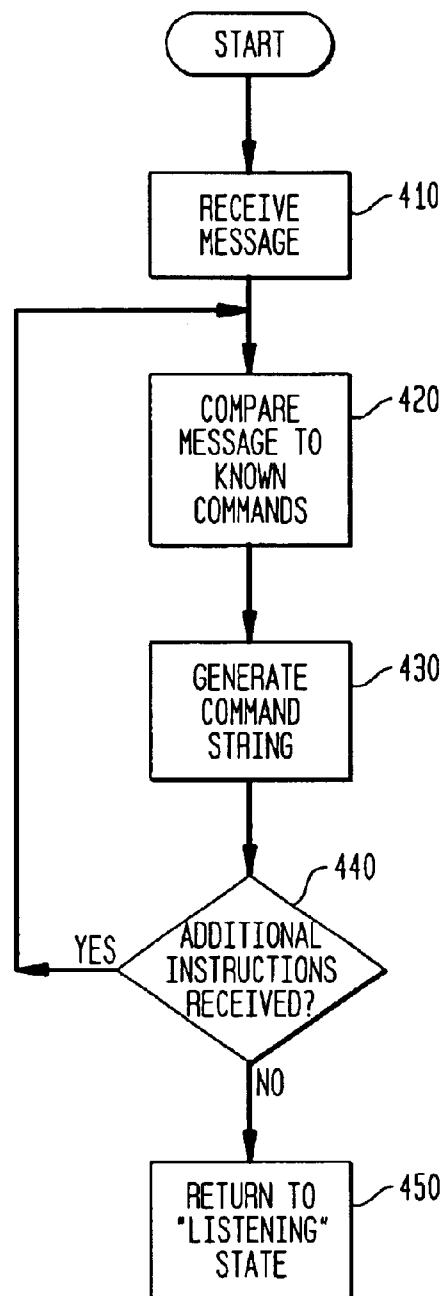 START
410
RECEIVE
MESSAGE
420
COMPARE
MESSAGE TO
KNOWN
COMMANDS
430
GENERATE
COMMAND
STRING
440
YES
ADDITIONAL
INSTRUCTIONS
RECEIVED?
NO
450
RETURN TO
"LISTENING"
STATE